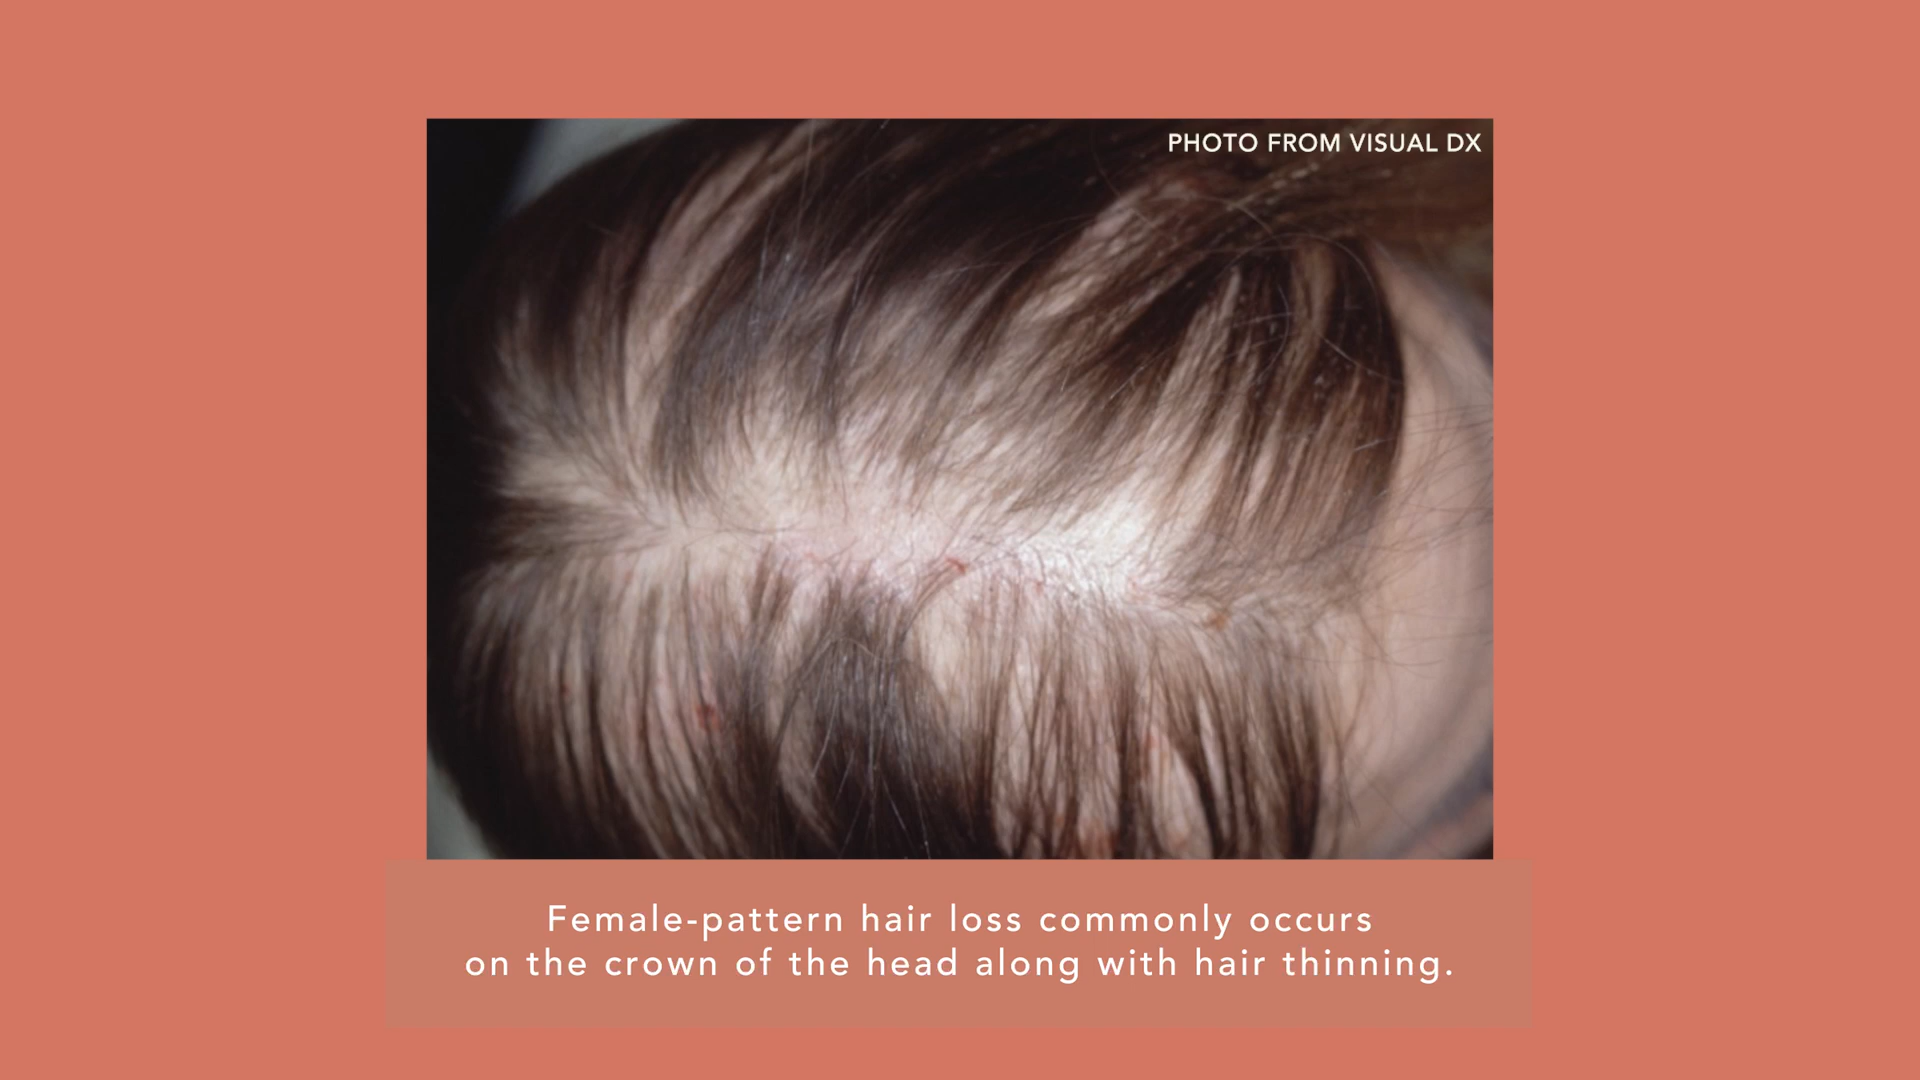 PHOTO FROM VISUAL DX
Female-pattern hair loss commonly occurs
on the crown of the head along with hair thinning.